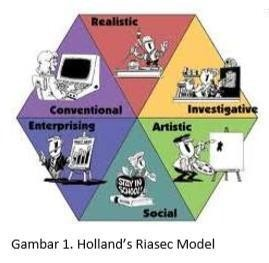 Realistic
Conventional
Investigative
Enterprising
Artistic
STAY IN
SCHOOL
Social
Gambar 1. Holland's Riasec Model